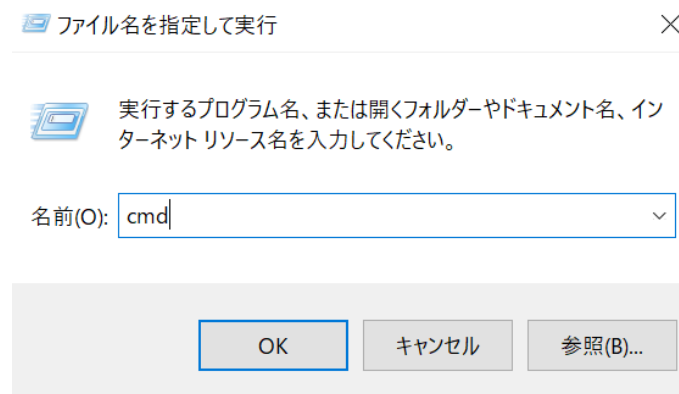 ファイル名を指定して実行
実行するプログラム名、または開くフォルダーやドキュメント名、イン
ターネット リソース名を入力してください。
名前(O): cmd
OK キャンセル 参照(B)...